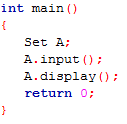 int main()
{
Set A;
A.input();
A.display();
return 0;
}